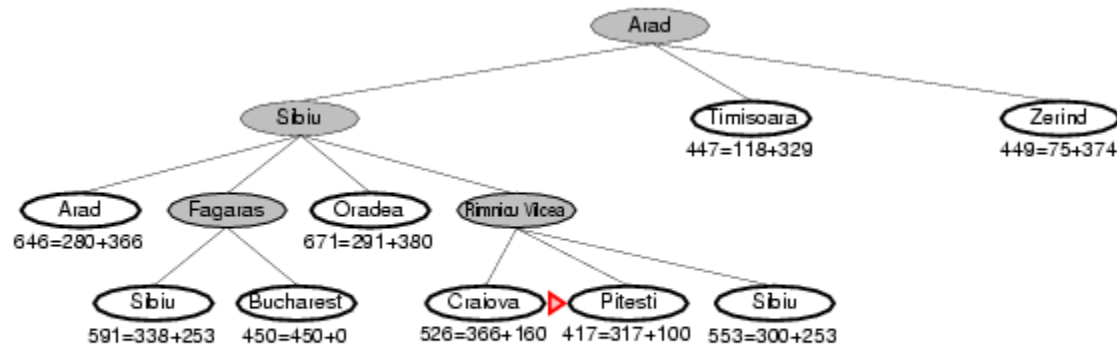 Arad
Sibiu
Timisoara
Zerind
447=118+329
449=75+374
Arad
Fagaras
Oradea
Rimnicu Vilcea
646=280+366
671=291+380
Sibiu
Bucharest
Craiova
Pitesti
Sibiu
591=338+253
450=450+0
526=366+160
417=317+100
553=300+253